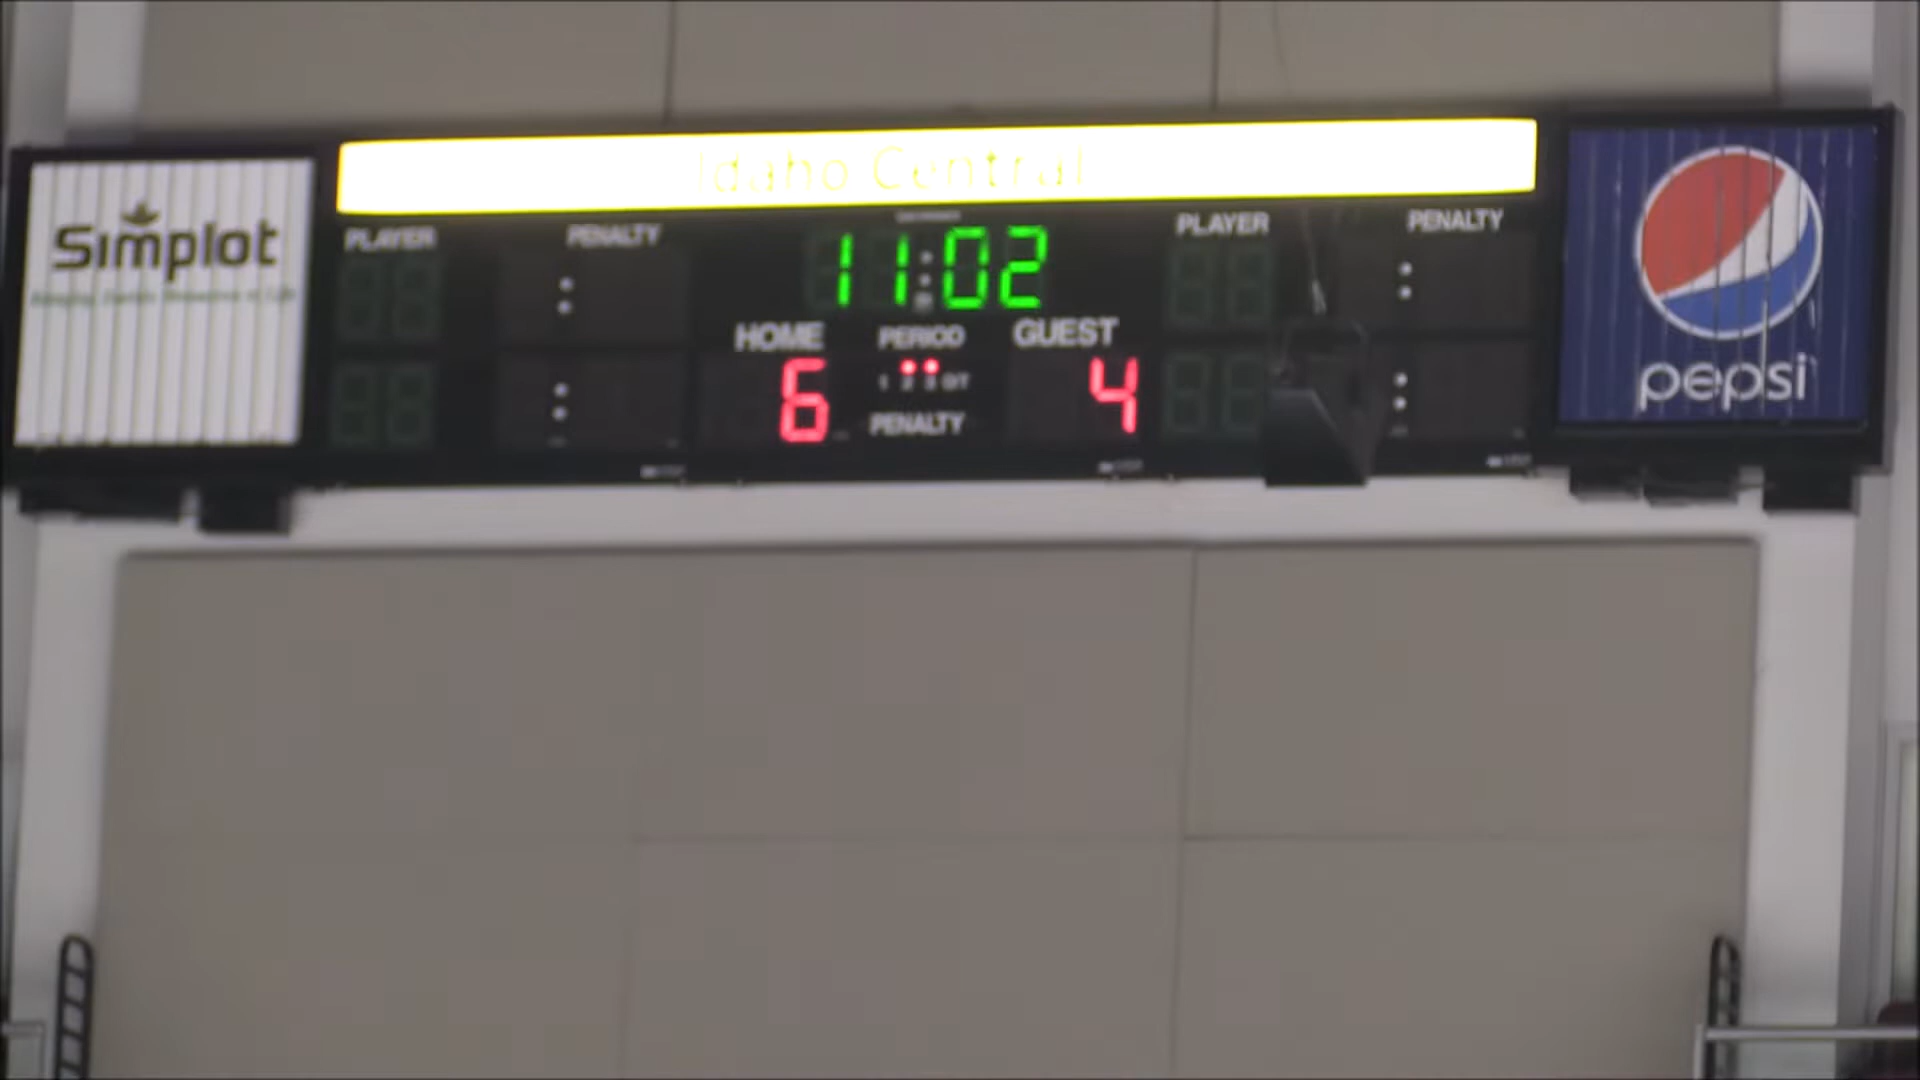 Idaho Central
Simplot
PLAYER PENALTY 11:02 PLAYER PENALTY
HOME PERIOD GUEST
6 1 2 3 OT 4
PENALTY
pepsi